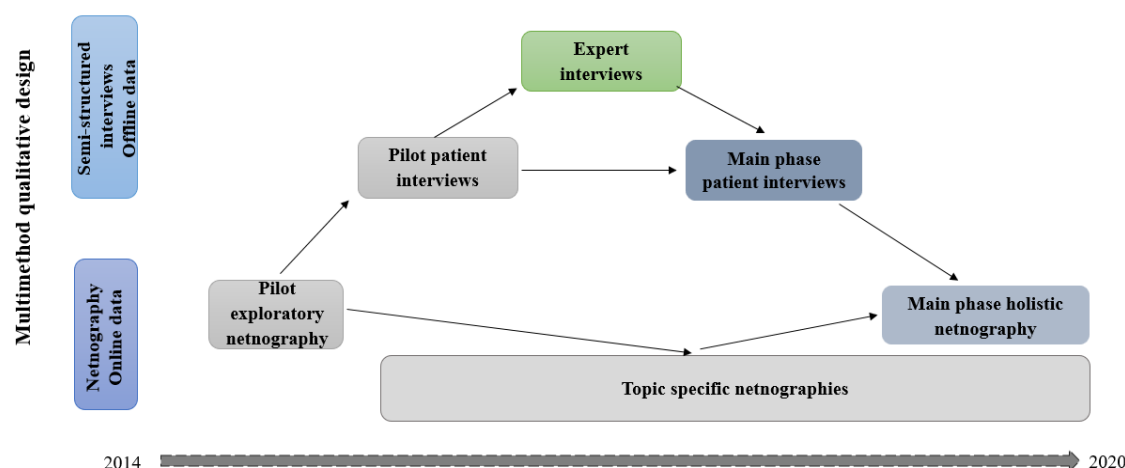 Multimethod qualitative design
Semi-structured
interviews
Offline data
Expert
interviews
Pilot patient
interviews
Main phase
patient interviews
Netnography
Online data
Pilot
exploratory
netnography
Main phase holistic
netnography
Topic specific netnographies
2014
2020